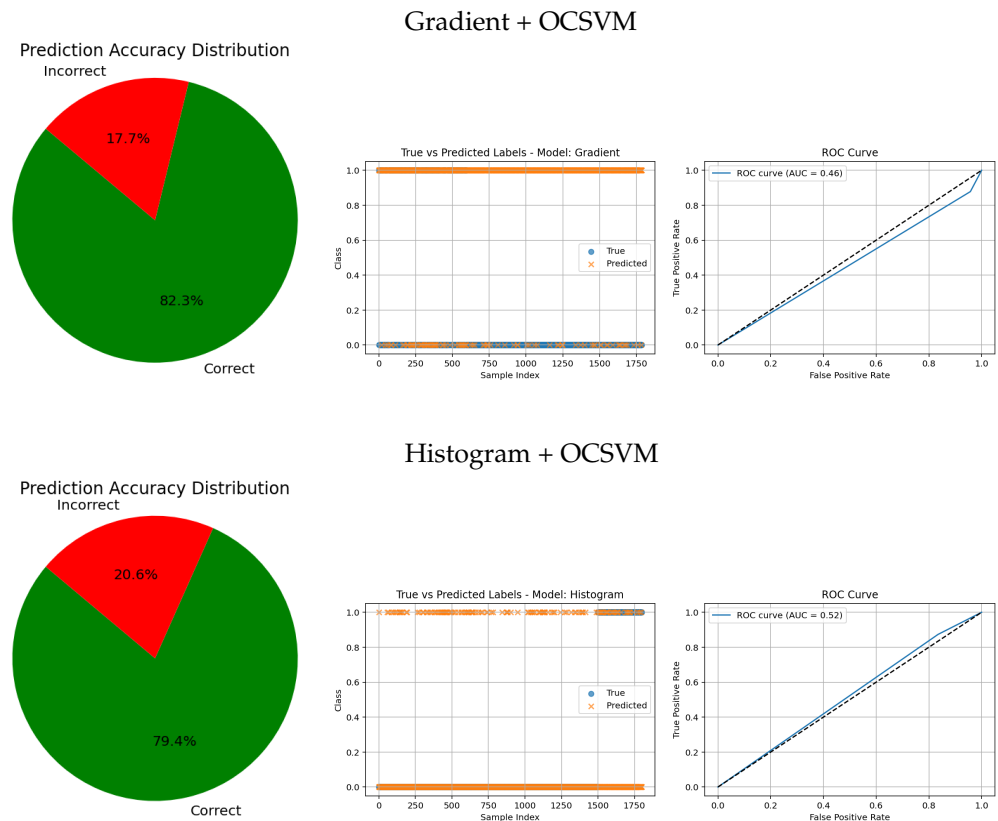 Gradient + OCSVM
Prediction Accuracy Distribution
Incorrect
17.7%
82.3%
Correct
True vs Predicted Labels - Model: Gradient
1.0
0.8
0.6
0.4
0.2
0.0
Class
True
Predicted
0 250 500 750 1000 1250 1500 1750
Sample Index
ROC Curve
ROC curve (AUC = 0.46)
1.0
0.8
0.6
0.4
0.2
0.0
True Positive Rate
0.0 0.2 0.4 0.6 0.8 1.0
False Positive Rate
Histogram + OCSVM
Prediction Accuracy Distribution
Incorrect
20.6%
79.4%
Correct
True vs Predicted Labels - Model: Histogram
1.0
0.8
0.6
0.4
0.2
0.0
Class
True
Predicted
0 250 500 750 1000 1250 1500 1750
Sample Index
ROC Curve
ROC curve (AUC = 0.52)
1.0
0.8
0.6
0.4
0.2
0.0
True Positive Rate
0.0 0.2 0.4 0.6 0.8 1.0
False Positive Rate